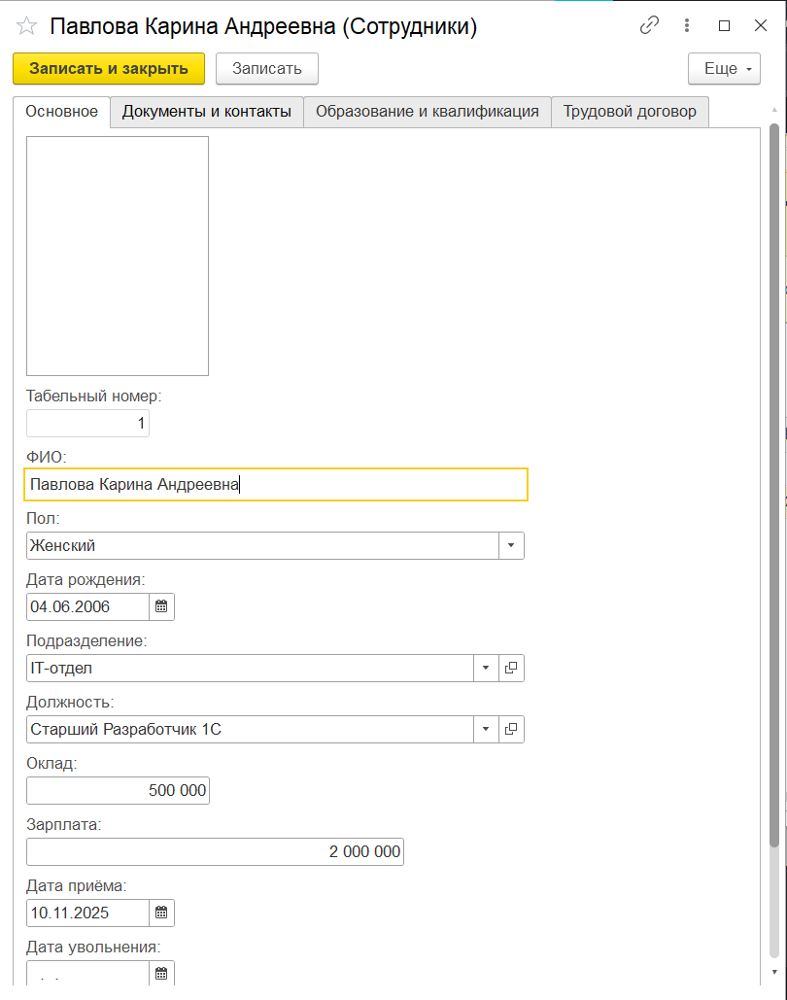 Павлова Карина Андреевна (Сотрудники)
Записать и закрыть Записать Еще
Основное Документы и контакты Образование и квалификация Трудовой договор
Табельный номер:
1
ФИО:
Павлова Карина Андреевна
Пол:
Женский
Дата рождения:
04.06.2006
Подразделение:
IT-отдел
Должность:
Старший Разработчик 1С
Оклад:
500 000
Зарплата:
2 000 000
Дата приёма:
10.11.2025
Дата увольнения:
. .